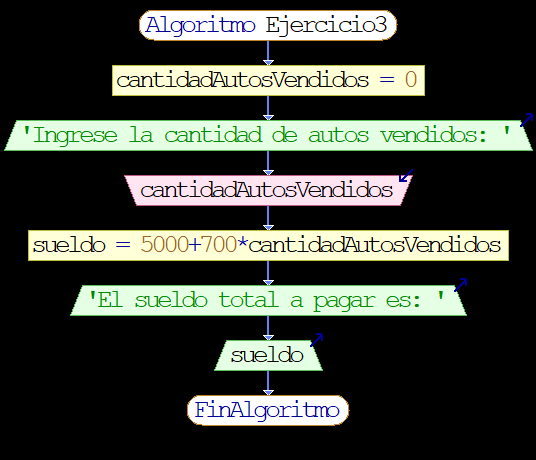 Algoritmo Ejercicio3
cantidadAutosVendidos = 0
'Ingrese la cantidad de autos vendidos: '
cantidadAutosVendidos
sueldo = 5000+700*cantidadAutosVendidos
'El sueldo total a pagar es: '
sueldo
FinAlgoritmo